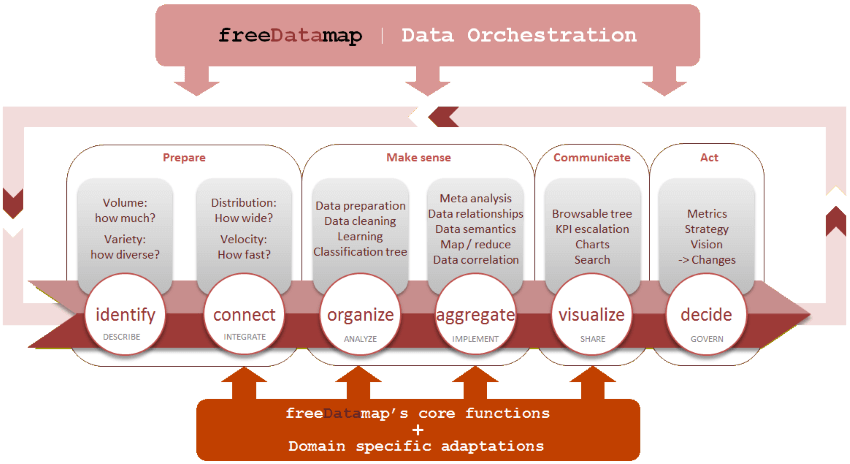 freeDatamap | Data Orchestration
Prepare
Make sense
Communicate
Act
Volume:
how much?
Variety:
how diverse?
Distribution:
How wide?
Velocity:
How fast?
Data preparation
Data cleaning
Learning
Classification tree
Meta analysis
Data relationships
Data semantics
Map / reduce
Data correlation
Browsable tree
KPI escalation
Charts
Search
Metrics
Strategy
Vision
-> Changes
identify
DESCRIBE
connect
INTEGRATE
organize
ANALYZE
aggregate
IMPLEMENT
visualize
SHARE
decide
GOVERN
freeDatamap's core functions
+
Domain specific adaptations